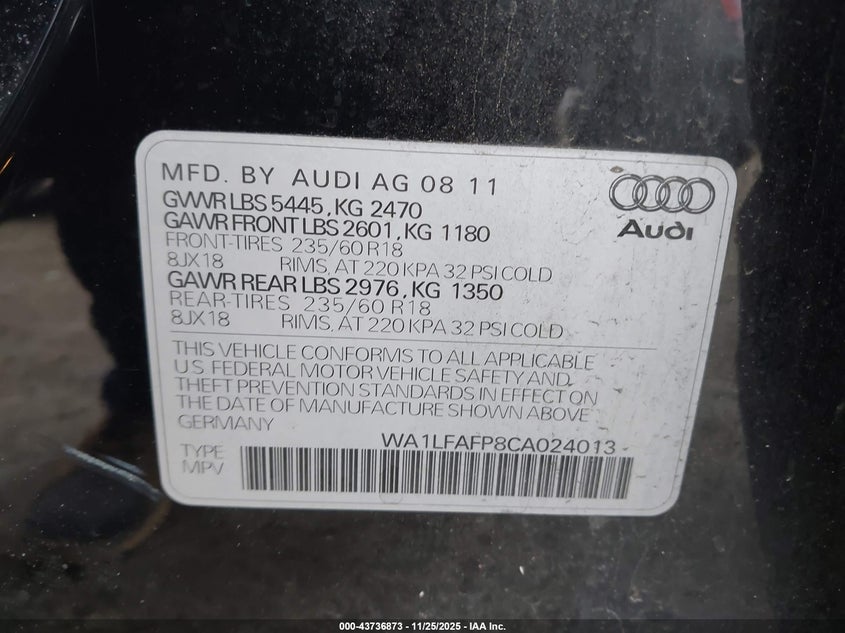 MFD. BY AUDI AG 08 11
GVWR LBS 5445, KG 2470
GAWR FRONT LBS 2601, KG 1180
FRONT-TIRES 235/60 R18
8JX18 RIMS, AT 220 KPA 32 PSI COLD
GAWR REAR LBS 2976, KG 1350
REAR-TIRES 235/60 R18
8JX18 RIMS, AT 220 KPA 32 PSI COLD
Audi
THIS VEHICLE CONFORMS TO ALL APPLICABLE
U.S. FEDERAL MOTOR VEHICLE SAFETY AND
THEFT PREVENTION STANDARDS IN EFFECT ON
THE DATE OF MANUFACTURE SHOWN ABOVE
GERMANY
WA1LFAFP8CA024013
TYPE
MPV
000-43736873 - 11/25/2025 - IAA Inc.